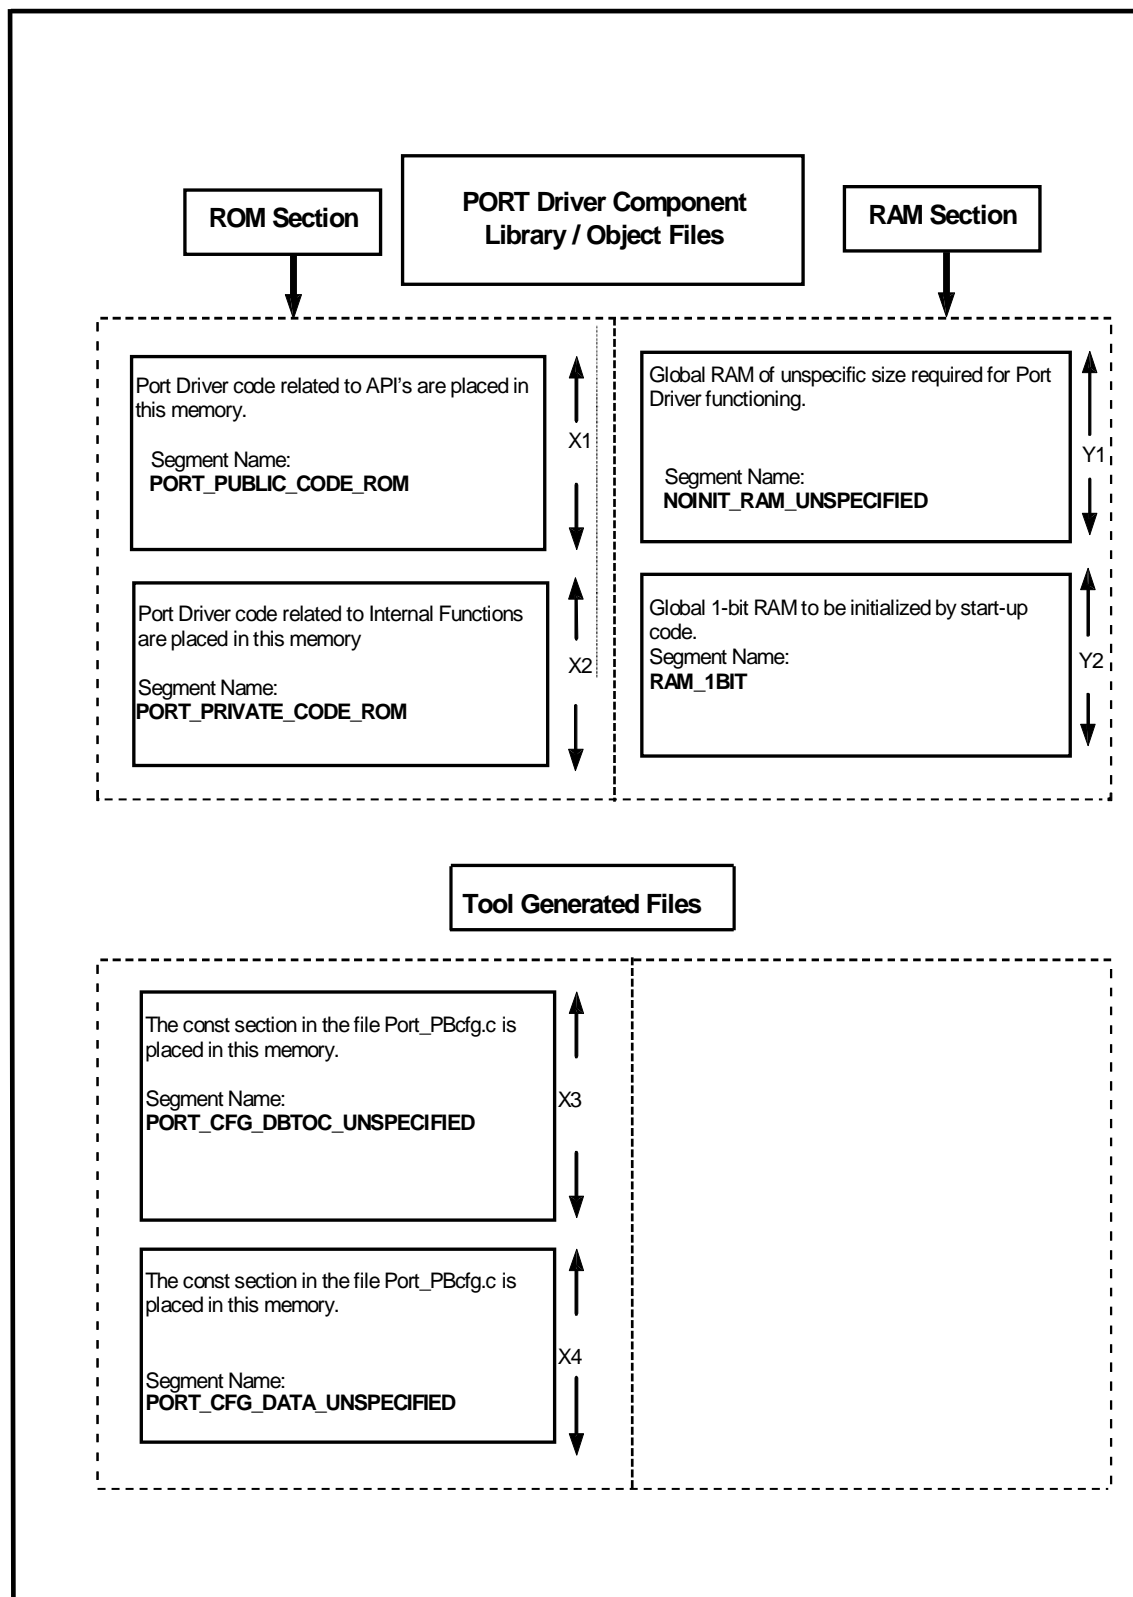 PORT Driver Component
Library / Object Files
ROM Section
RAM Section
Port Driver code related to API's are placed in
this memory.
Segment Name:
PORT_PUBLIC_CODE_ROM
X1
Port Driver code related to Internal Functions
are placed in this memory
Segment Name:
PORT_PRIVATE_CODE_ROM
X2
Global RAM of unspecific size required for Port
Driver functioning.
Segment Name:
NOINIT_RAM_UNSPECIFIED
Y1
Global 1-bit RAM to be initialized by start-up
code.
Segment Name:
RAM_1BIT
Y2
Tool Generated Files
The const section in the file Port_PBcfg.c is
placed in this memory.
Segment Name:
PORT_CFG_DBTOC_UNSPECIFIED
X3
The const section in the file Port_PBcfg.c is
placed in this memory.
Segment Name:
PORT_CFG_DATA_UNSPECIFIED
X4